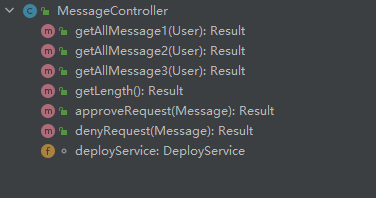 MessageController
getAllMessage1(User): Result
getAllMessage2(User): Result
getAllMessage3(User): Result
getLength(): Result
approveRequest(Message): Result
denyRequest(Message): Result
deployService: DeployService